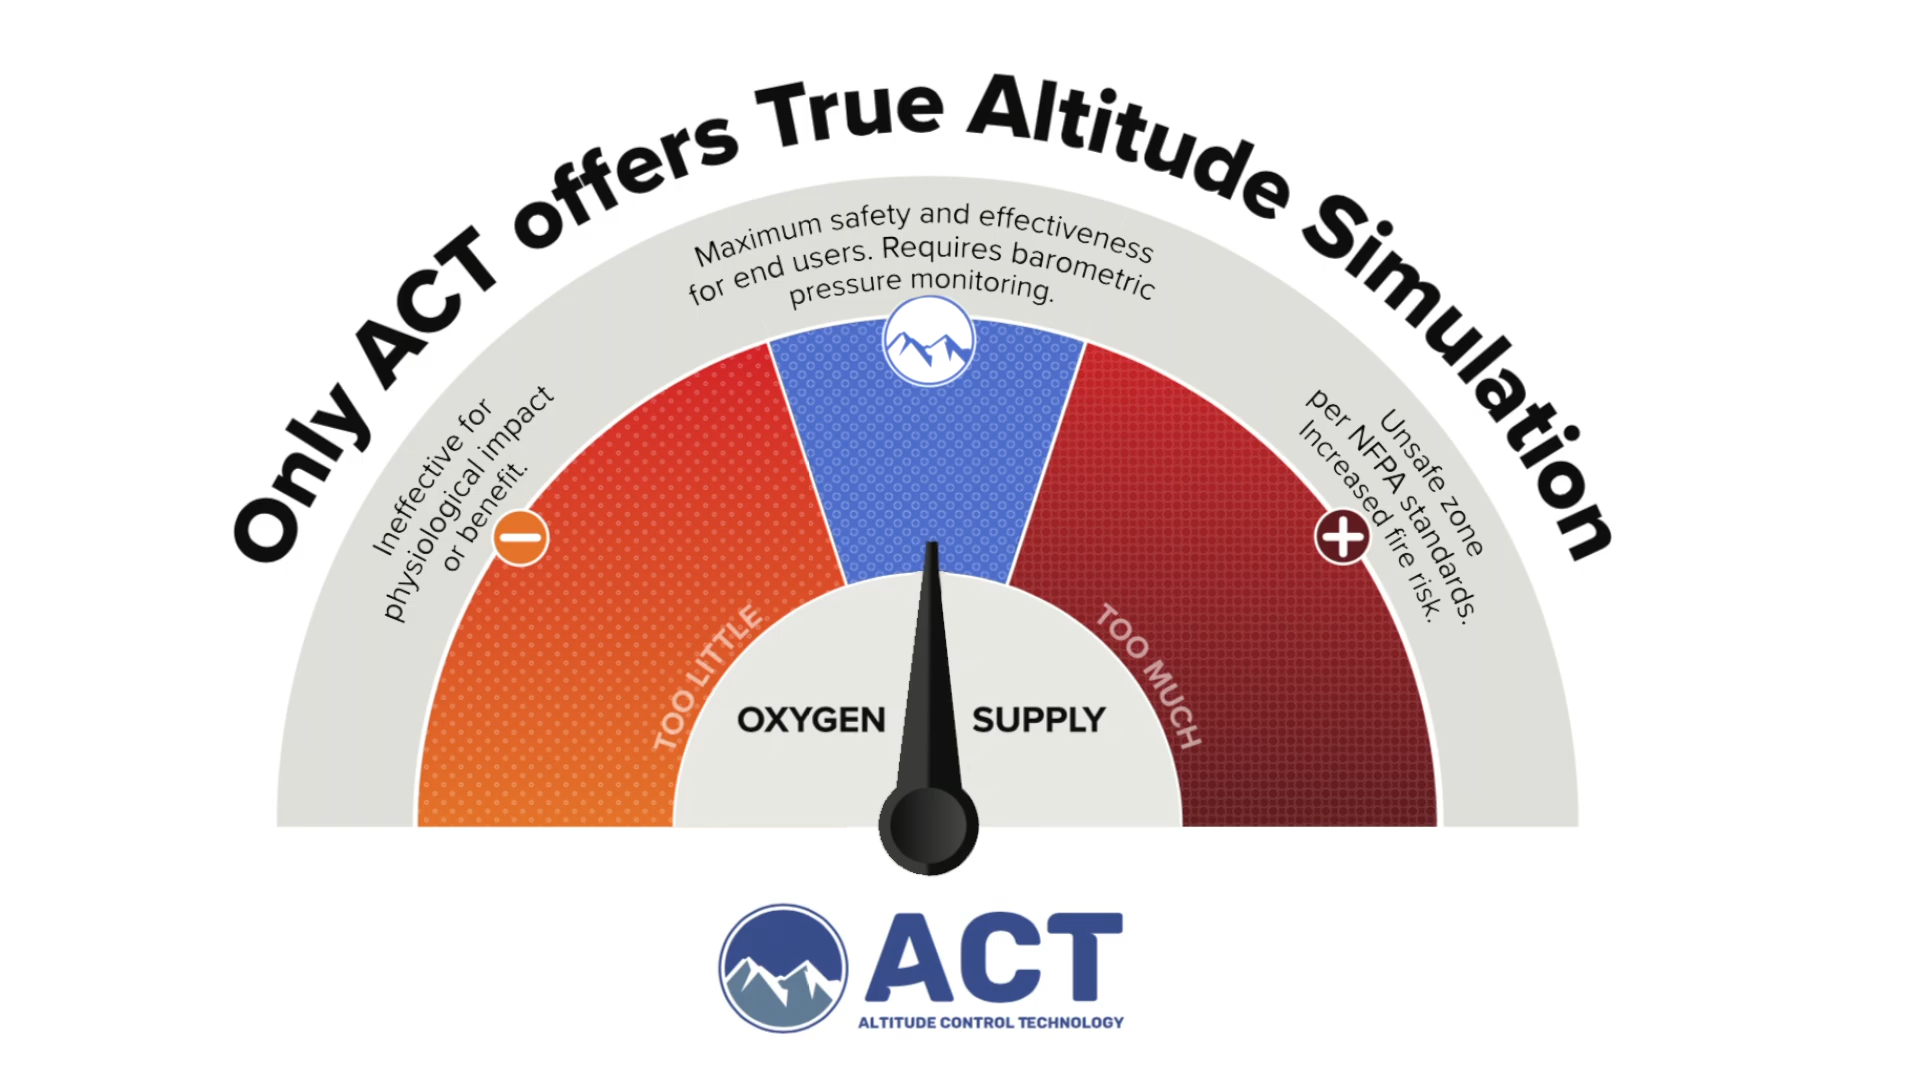 Only ACT offers True Altitude Simulation
Maximum safety and effectiveness
for end users. Requires barometric
pressure monitoring.
Ineffective for
physiological impact
or benefit.
Unsafe zone
per NFPA standards.
Increased fire risk.
TOO LITTLE
TOO MUCH
OXYGEN SUPPLY
ACT
ALTITUDE CONTROL TECHNOLOGY